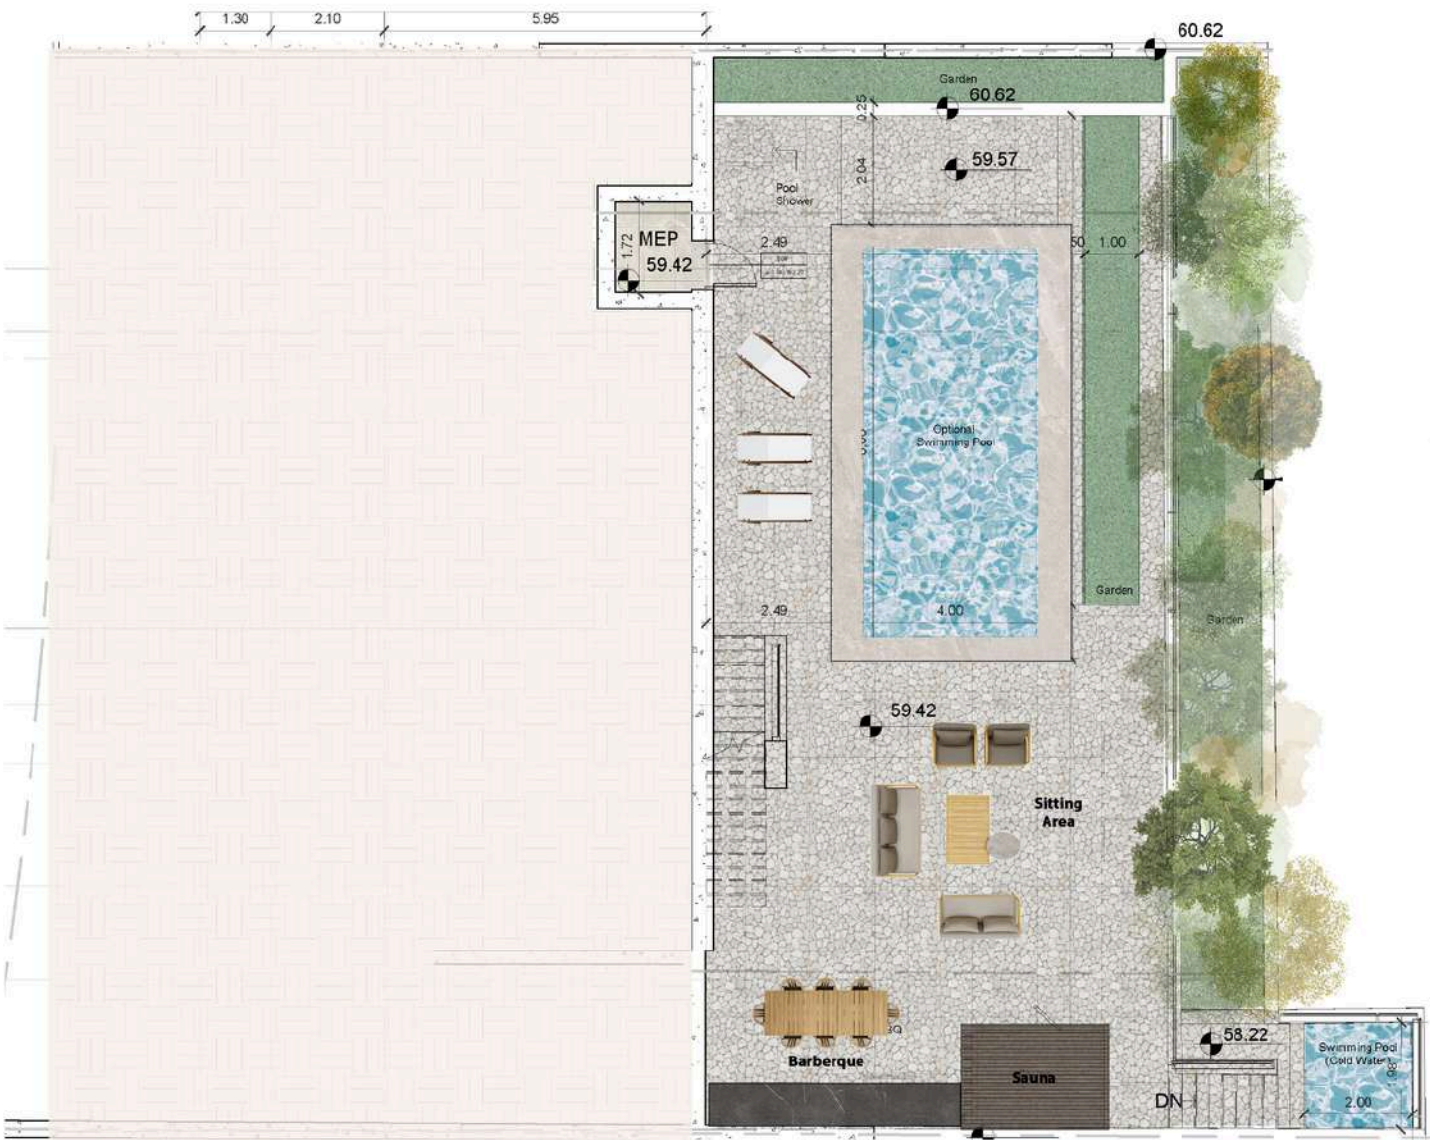 1.30 2.10 5.95
60.62
Garden
60.62
0.25
59.57
2.04
Pool
Shower
MEP
1.72
59.42
2.49
50 1.00
Optional
Swimming Pool
Garden
2.49
4.00
Garden
59.42
Sitting
Area
58.22
Swimming Pool
(Cold Water)
Barberque
Sauna
DN
2.00